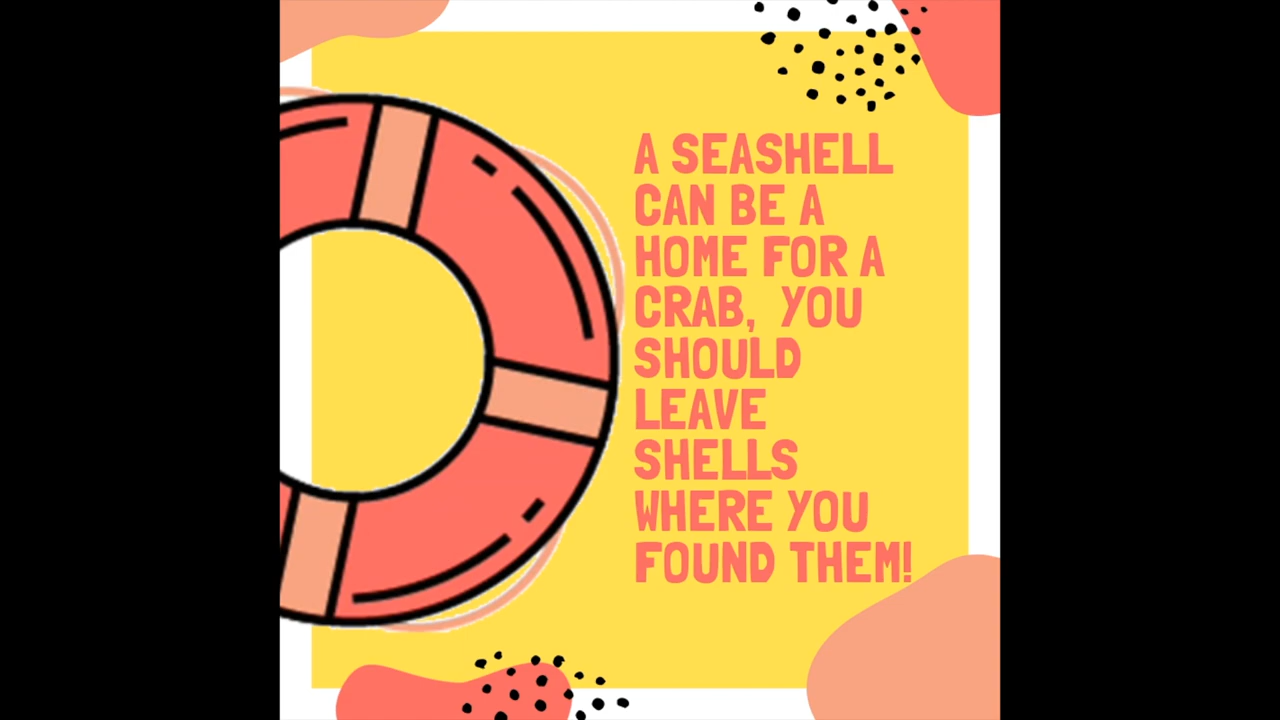 A SEASHELL
CAN BE A
HOME FOR A
CRAB, YOU
SHOULD
LEAVE
SHELLS
WHERE YOU
FOUND THEM!